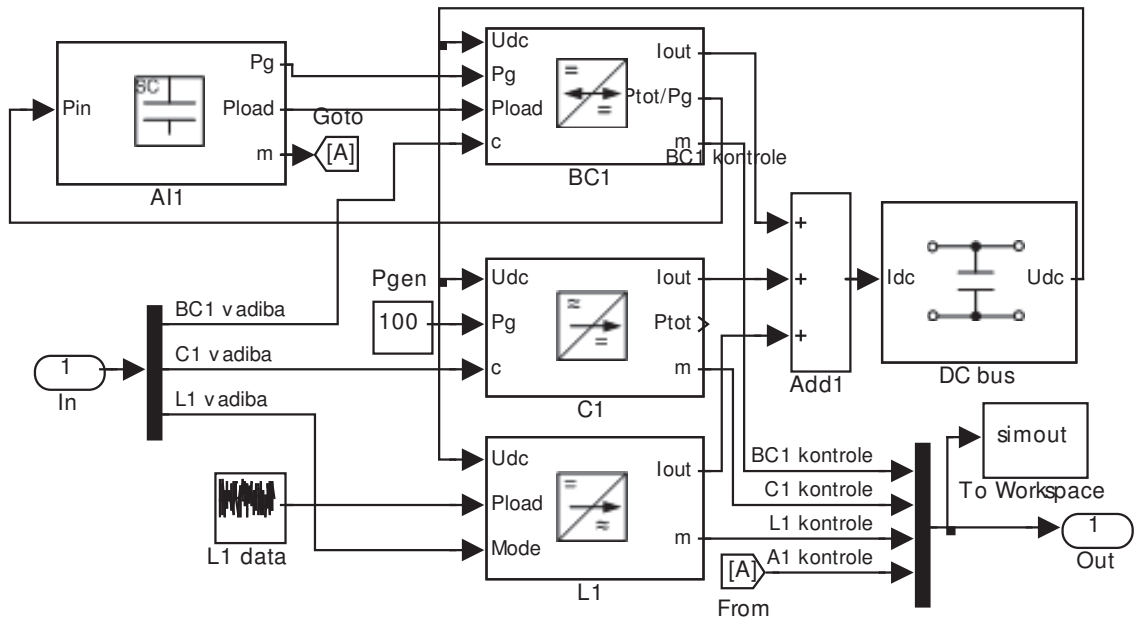 Pin
SC
Pg
Pload
m
AI1
Goto
[A]
Udc
Pg
Pload
c
Iout
Ptot/Pg
m
=
=
BC1 kontrole
BC1
Pgen
100
Udc
Pg
c
≈
=
Iout
Ptot
m
C1
+
+
+
Add1
Idc
Udc
DC bus
1
In
BC1 vadiba
C1 vadiba
L1 vadiba
L1 data
Udc
Pload
Mode
=
≈
Iout
m
L1
BC1 kontrole
C1 kontrole
L1 kontrole
A1 kontrole
[A]
From
simout
To Workspace
1
Out